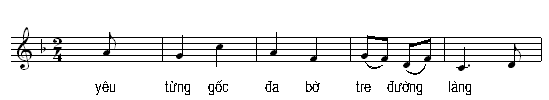 yêu từng gốc đa bờ tre đường làng